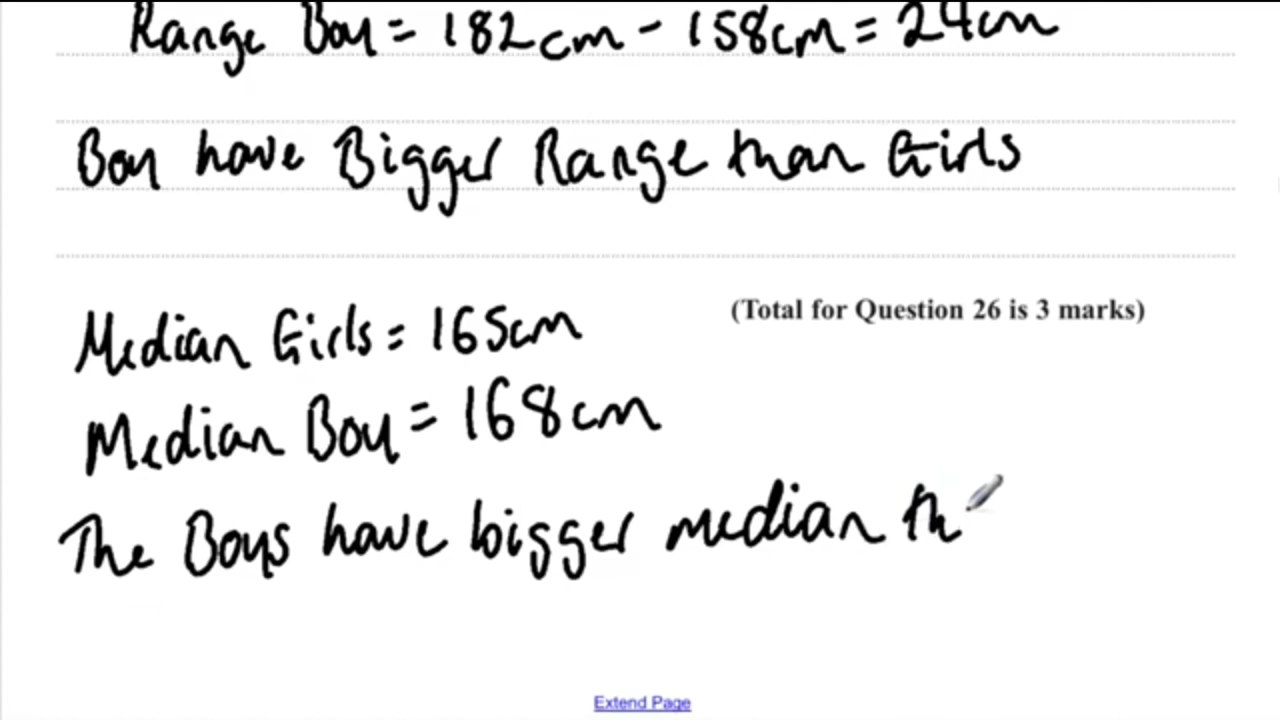 Range Boy = 182cm - 158cm = 24cm
Boy have Bigger Range than Girls
(Total for Question 26 is 3 marks)
Median Girls = 165cm
Median Boy = 168cm
The Boys have bigger median th
Extend Page